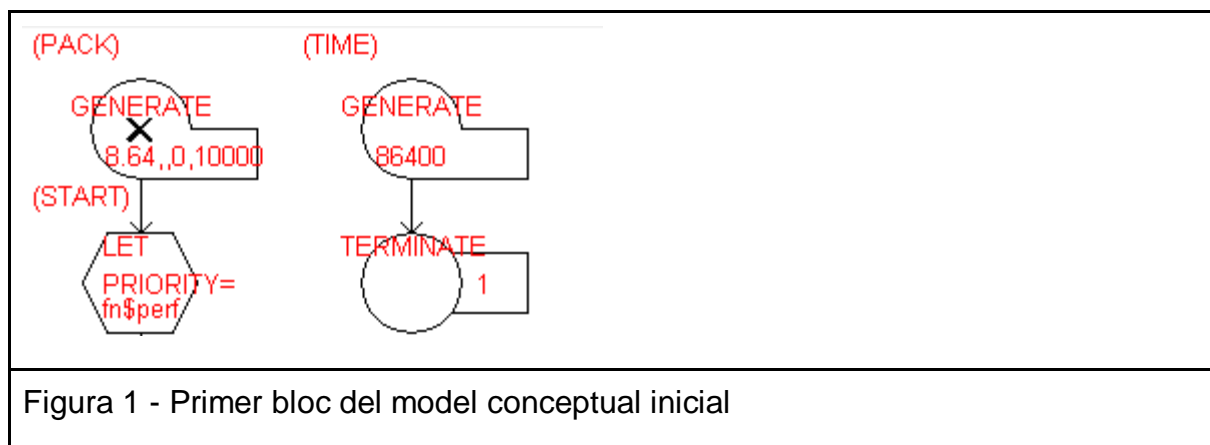 (PACK)
(TIME)
GENERATE
8.64,,0,10000
GENERATE
86400
(START)
LET
PRIORITY=
fn$perf
TERMINATE
1
Figura 1 - Primer bloc del model conceptual inicial